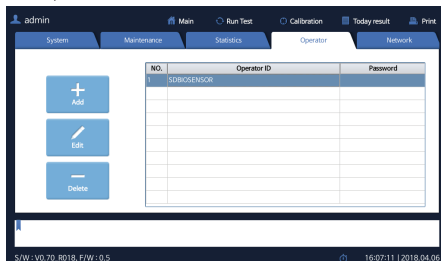 admin Main Run Test Calibration Today result Print
System Maintenance Statistics Operator Network
NO. Operator ID Password
1 SDBIOSENSOR
Add
Edit
Delete
S/W : V0.70, R018, F/W : 0.5 16:07:11 | 2018.04.06